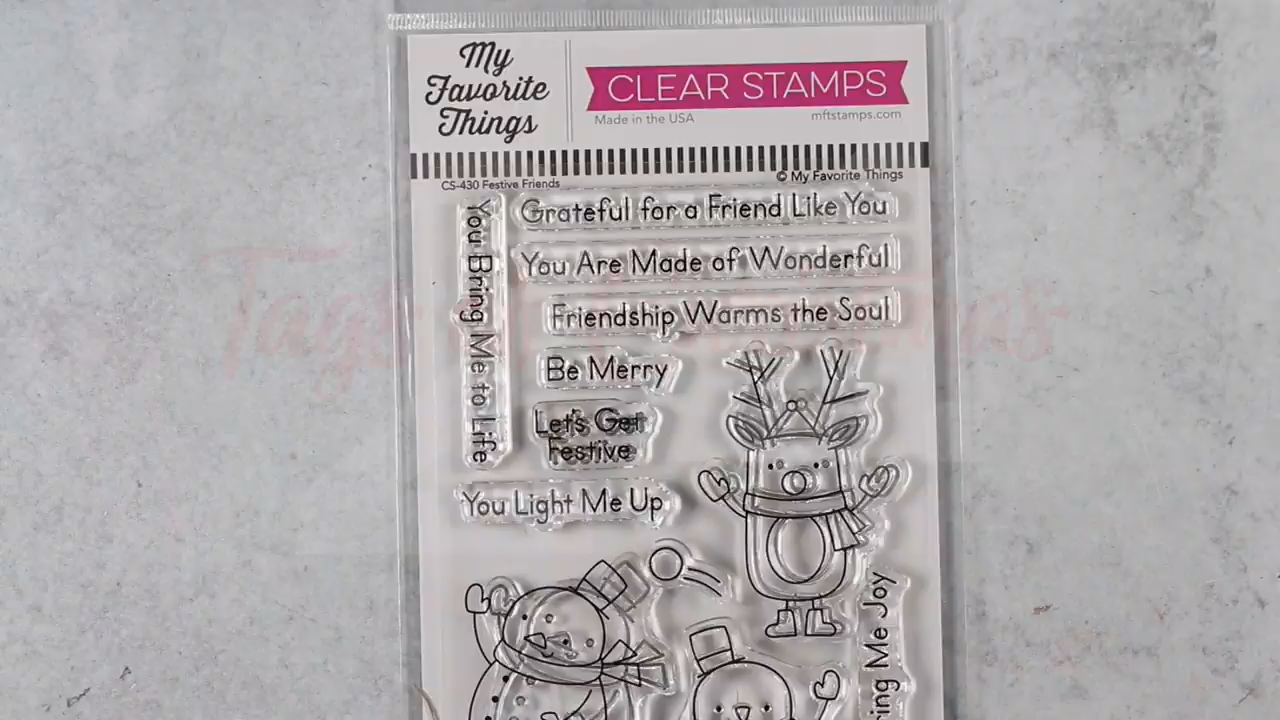 My
Favorite
Things
CLEAR STAMPS
Made in the USA
mftstamps.com
CS-430 Festive Friends
© My Favorite Things
You Bring Me to Life
Grateful for a Friend Like You
You Are Made of Wonderful
Friendship Warms the Soul
Be Merry
Let's Get
Festive
You Light Me Up
Me Joy
Tags